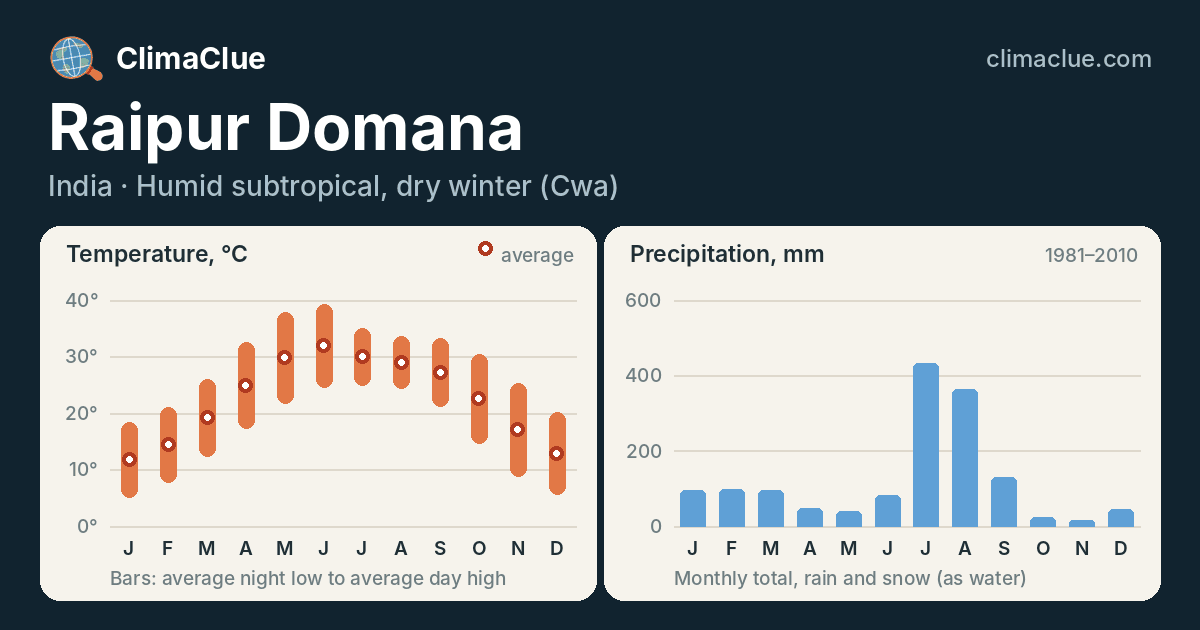 ClimaClue
climaclue.com
Raipur Domana
India · Humid subtropical, dry winter (Cwa)
Temperature, °C
average
40°
30°
20°
10°
0°
J F M A M J J A S O N D
Bars: average night low to average day high
Precipitation, mm
1981–2010
600
400
200
0
J F M A M J J A S O N D
Monthly total, rain and snow (as water)